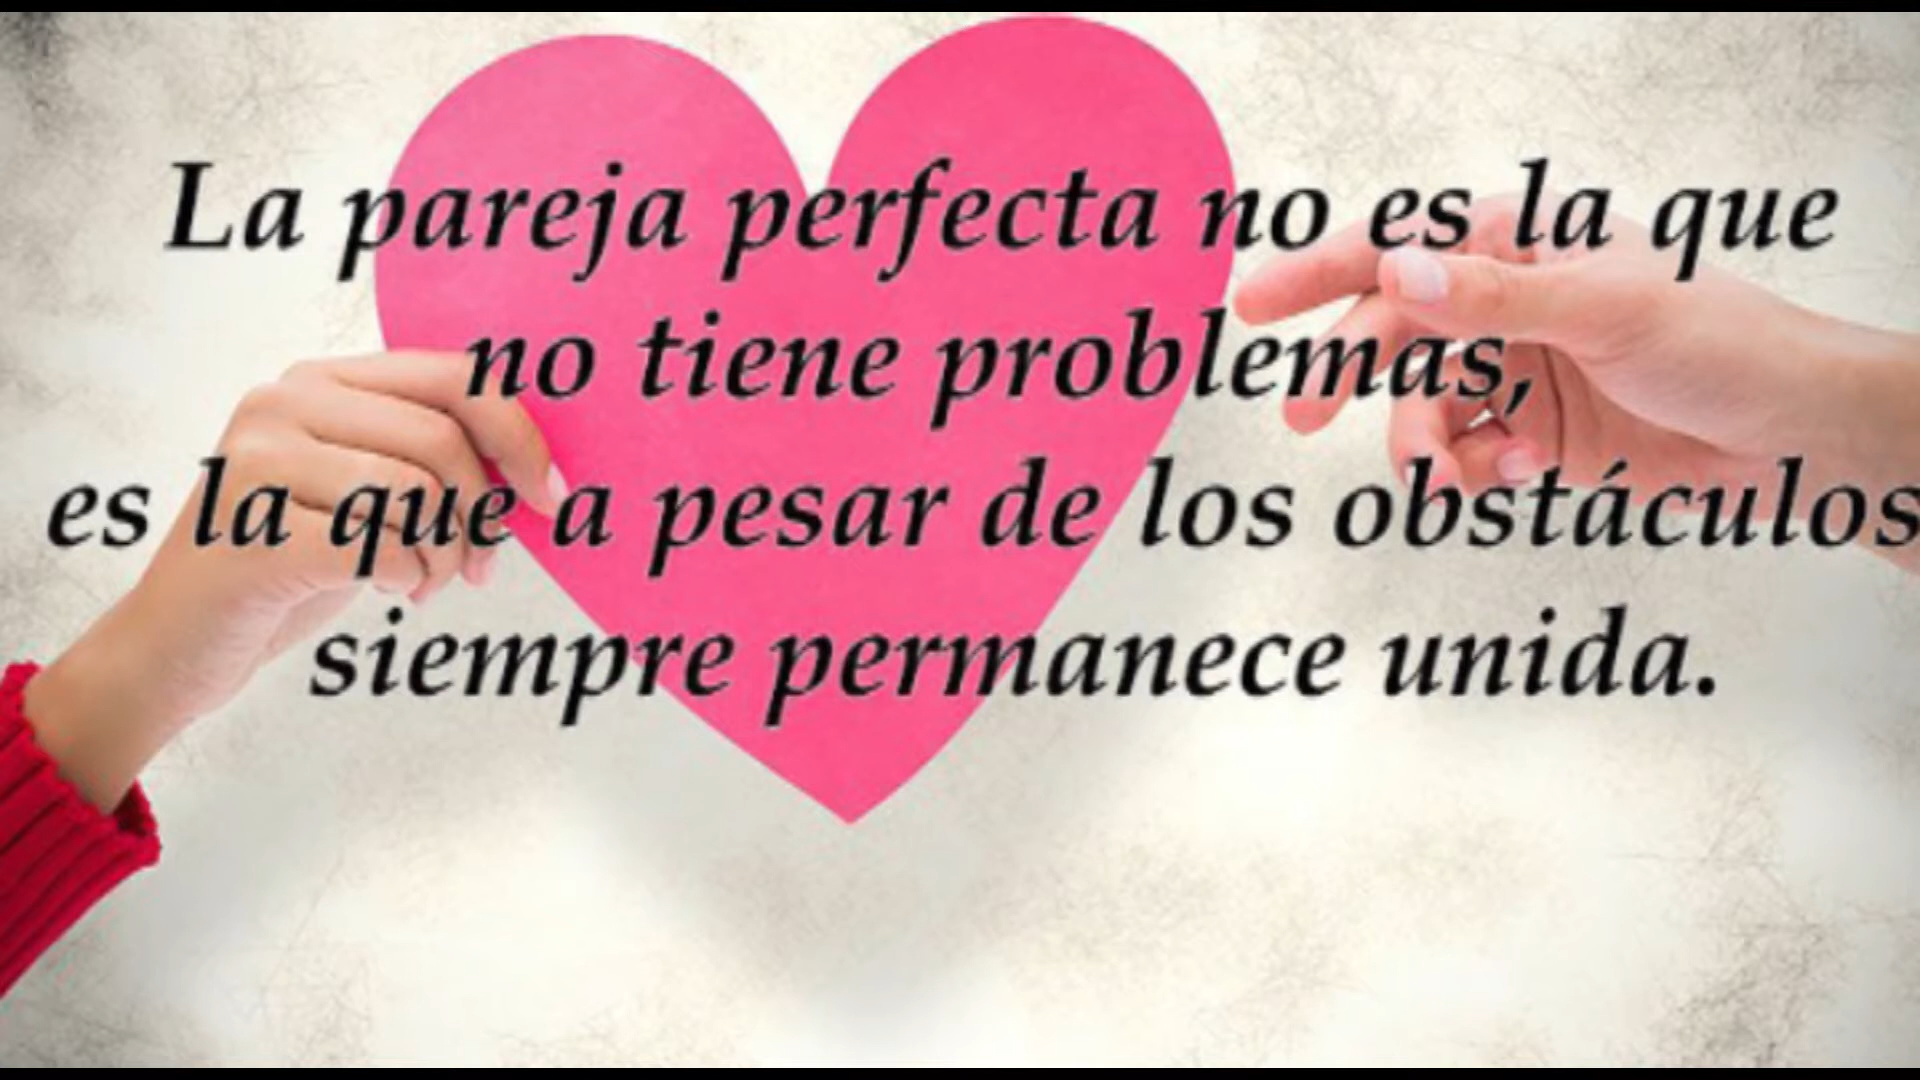 La pareja perfecta no es la que
no tiene problemas,
es la que a pesar de los obstáculos
siempre permanece unida.